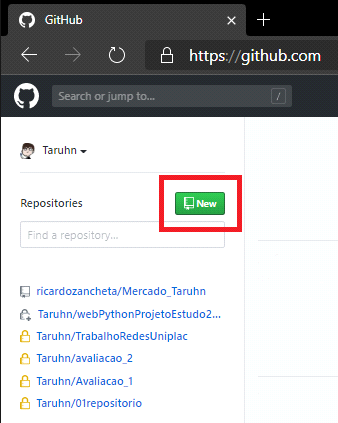 GitHub
https://github.com
Search or jump to...
/
Taruhn
Repositories
New
Find a repository...
ricardozancheta/Mercado_Taruhn
Taruhn/webPythonProjetoEstudo2...
Taruhn/TrabalhoRedesUniplac
Taruhn/avaliacao_2
Taruhn/Avaliacao_1
Taruhn/01repositorio